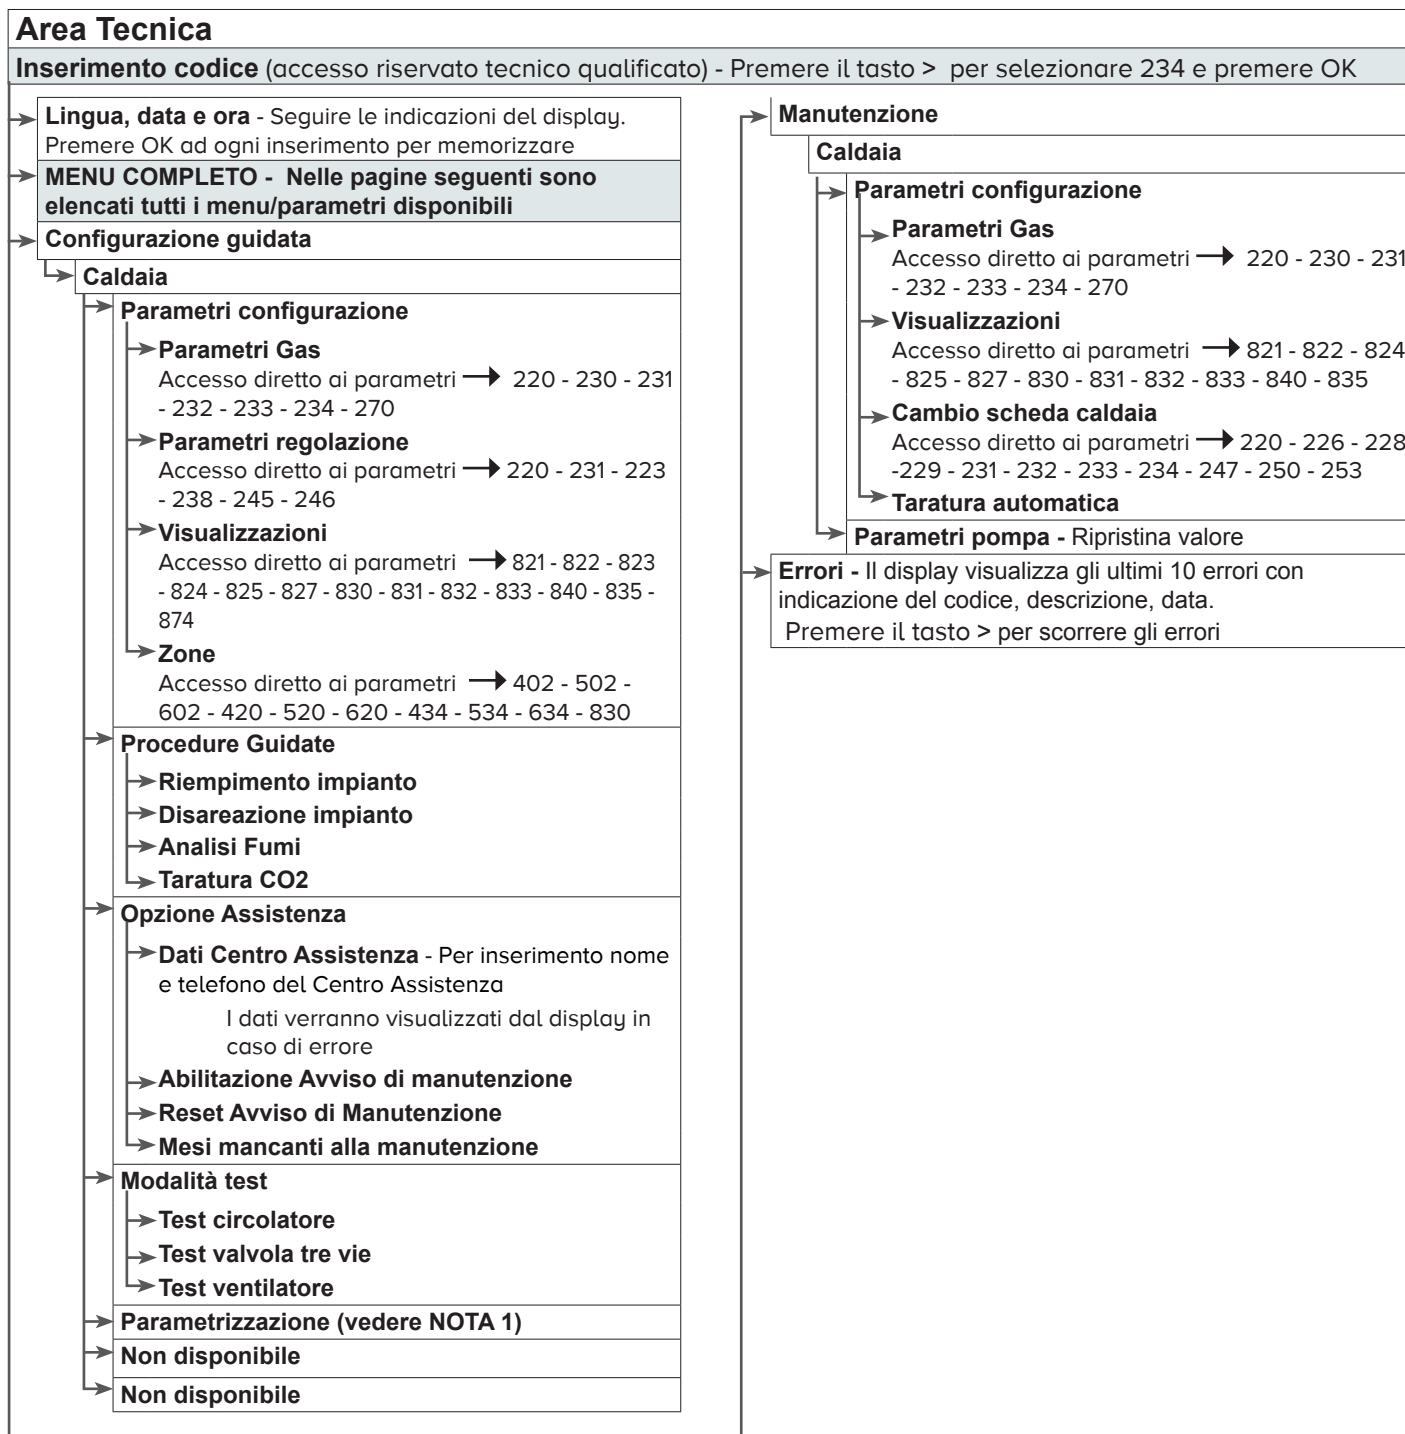 Area Tecnica
Inserimento codice (accesso riservato tecnico qualificato) - Premere il tasto > per selezionare 234 e premere OK
Lingua, data e ora - Seguire le indicazioni del display.
Premere OK ad ogni inserimento per memorizzare
MENU COMPLETO - Nelle pagine seguenti sono
elencati tutti i menu/parametri disponibili
Configurazione guidata
Caldaia
Parametri configurazione
Parametri Gas
Accesso diretto ai parametri 220 - 230 - 231
- 232 - 233 - 234 - 270
Parametri regolazione
Accesso diretto ai parametri 220 - 231 - 223
- 238 - 245 - 246
Visualizzazioni
Accesso diretto ai parametri 821 - 822 - 823
- 824 - 825 - 827 - 830 - 831 - 832 - 833 - 840 - 835 -
874
Zone
Accesso diretto ai parametri 402 - 502 -
602 - 420 - 520 - 620 - 434 - 534 - 634 - 830
Procedure Guidate
Riempimento impianto
Disareazione impianto
Analisi Fumi
Taratura CO2
Opzione Assistenza
Dati Centro Assistenza - Per inserimento nome
e telefono del Centro Assistenza
I dati verranno visualizzati dal display in
caso di errore
Abilitazione Avviso di manutenzione
Reset Avviso di Manutenzione
Mesi mancanti alla manutenzione
Modalità test
Test circolatore
Test valvola tre vie
Test ventilatore
Parametrizzazione (vedere NOTA 1)
Non disponibile
Non disponibile
Manutenzione
Caldaia
Parametri configurazione
Parametri Gas
Accesso diretto ai parametri 220 - 230 - 231
- 232 - 233 - 234 - 270
Visualizzazioni
Accesso diretto ai parametri 821 - 822 - 824
- 825 - 827 - 830 - 831 - 832 - 833 - 840 - 835
Cambio scheda caldaia
Accesso diretto ai parametri 220 - 226 - 228
-229 - 231 - 232 - 233 - 234 - 247 - 250 - 253
Taratura automatica
Parametri pompa - Ripristina valore
Errori - Il display visualizza gli ultimi 10 errori con
indicazione del codice, descrizione, data.
Premere il tasto > per scorrere gli errori